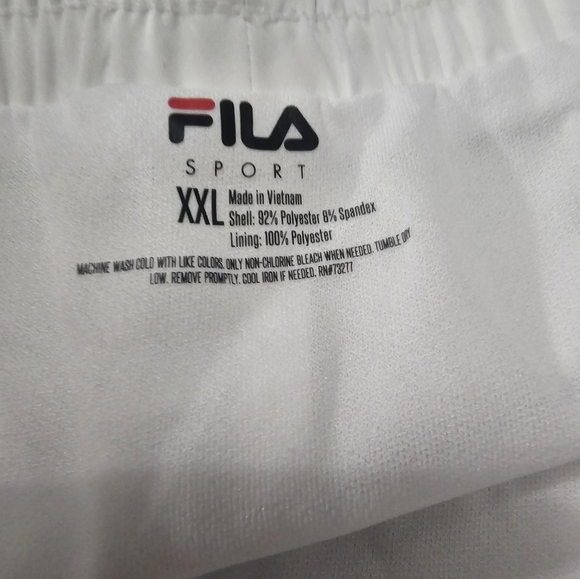 FILA
SPORT
XXL
Made in Vietnam
Shell: 92% Polyester 8% Spandex
Lining: 100% Polyester
MACHINE WASH COLD WITH LIKE COLORS. ONLY NON-CHLORINE BLEACH WHEN NEEDED. TUMBLE DRY
LOW. REMOVE PROMPTLY. COOL IRON IF NEEDED. RN#73277